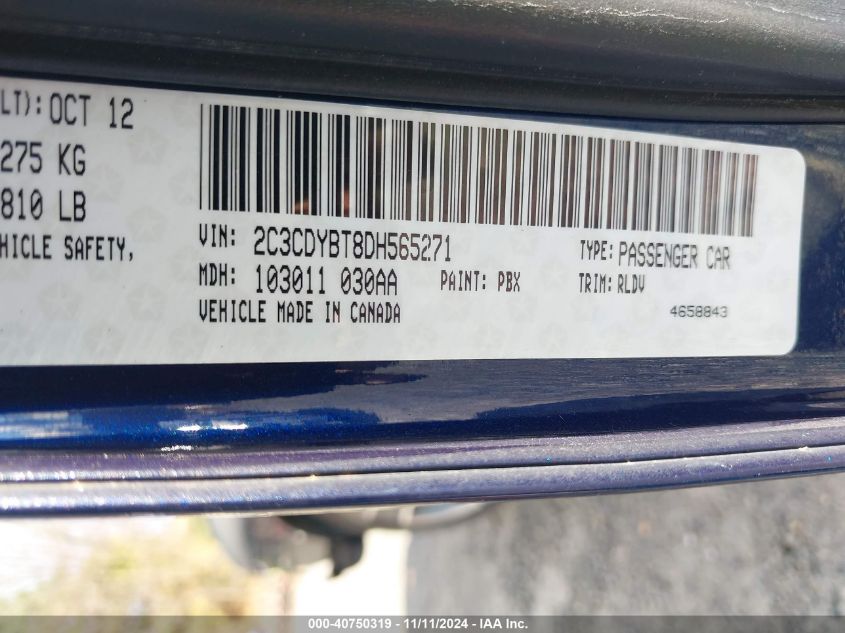 LT): OCT 12
275 KG
810 LB
HICLE SAFETY,
VIN: 2C3CDYBT8DH565271
TYPE: PASSENGER CAR
MDH: 103011 030AA
PAINT: PBX
TRIM: RLDV
VEHICLE MADE IN CANADA
4658843
000-40750319 - 11/11/2024 - IAA Inc.